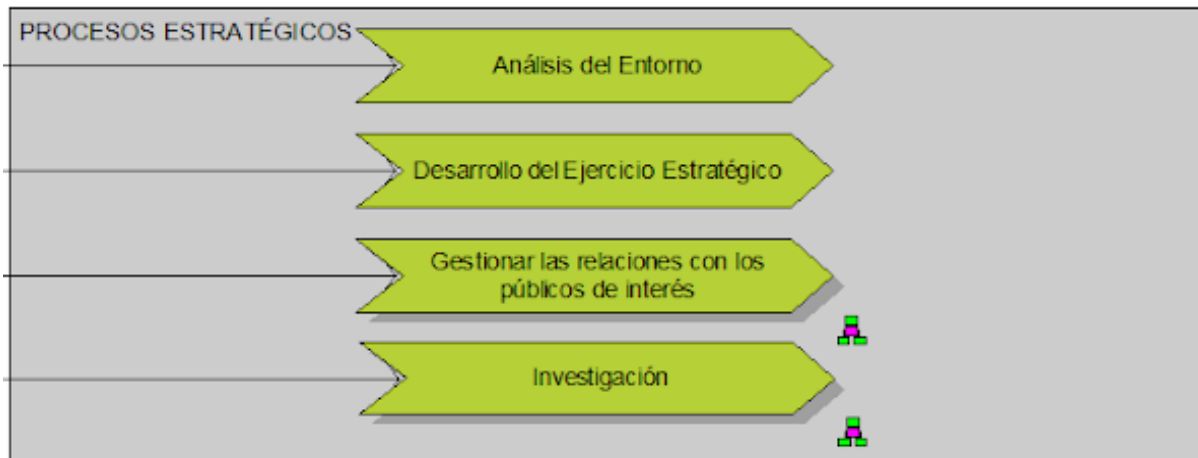 PROCESOS ESTRATÉGICOS
Análisis del Entorno
Desarrollo del Ejercicio Estratégico
Gestionar las relaciones con los
públicos de interés
Investigación